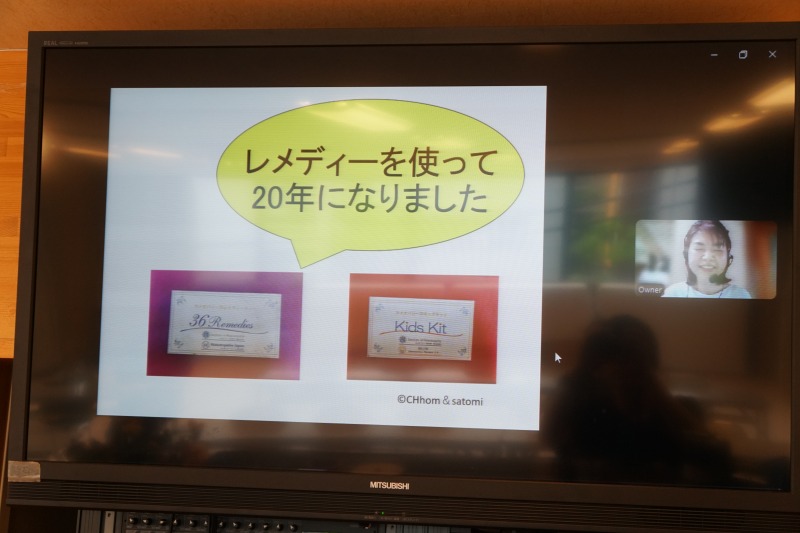 レメディーを使って
20年になりました
36 Remedies
Kids Kit
©CHhom & satomi
Owner
MITSUBISHI